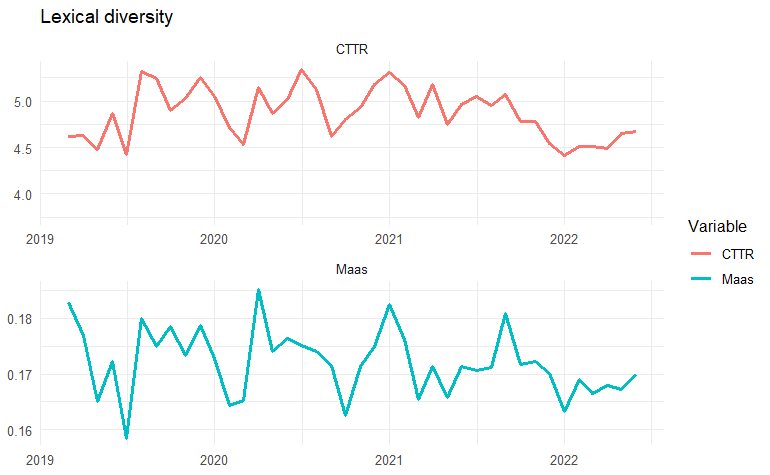 Lexical diversity
CTTR
5.0
4.5
4.0
2019 2020 2021 2022
Maas
0.18
0.17
0.16
2019 2020 2021 2022
Variable
CTTR
Maas